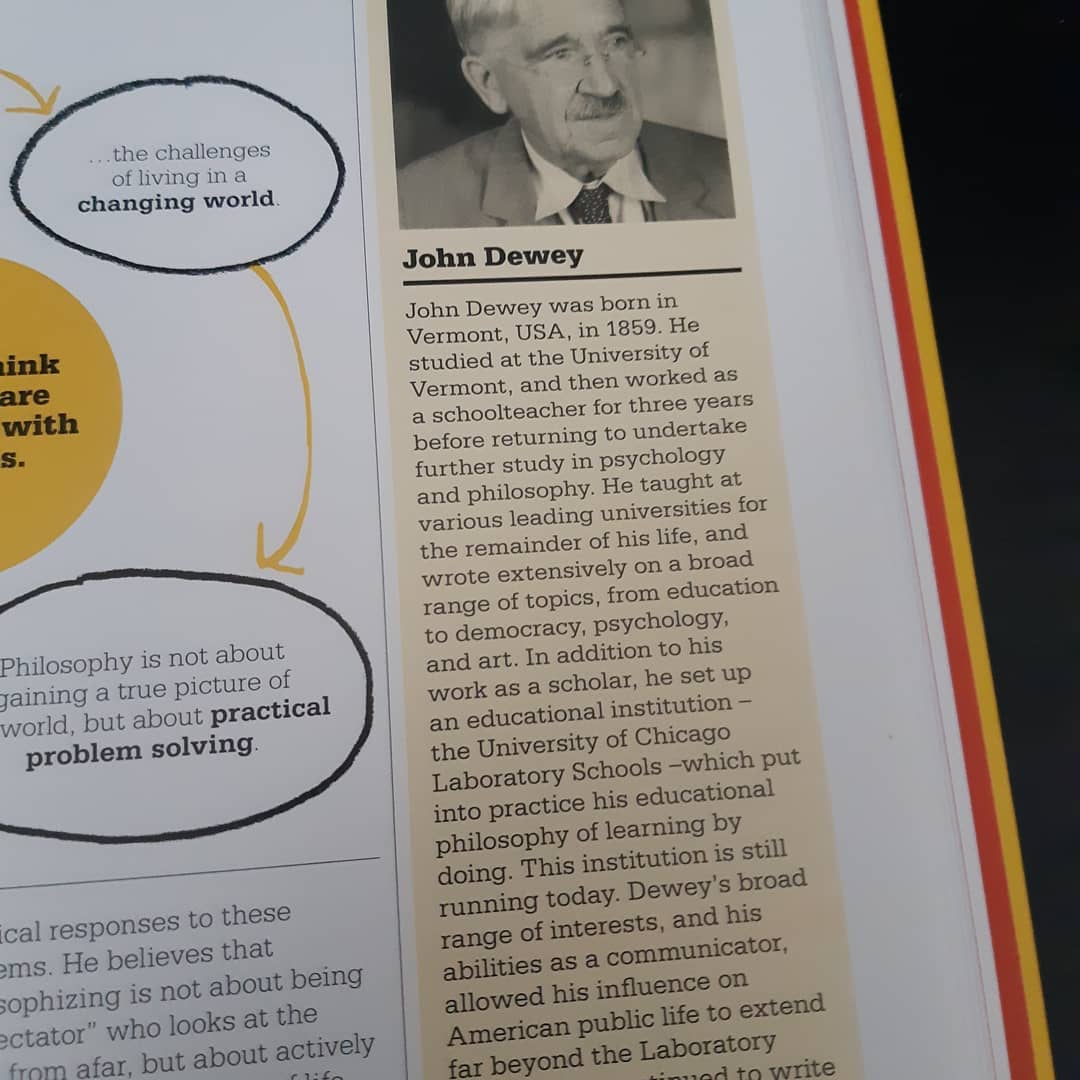 …the challenges
of living in a
changing world.
are
with
s.
Philosophy is not about
gaining a true picture of
world, but about practical
problem solving.
responses to these
He believes that
is not about being
who looks at the
from afar, but about actively
John Dewey
John Dewey was born in
Vermont, USA, in 1859. He
studied at the University of
Vermont, and then worked as
a schoolteacher for three years
before returning to undertake
further study in psychology
and philosophy. He taught at
various leading universities for
the remainder of his life, and
wrote extensively on a broad
range of topics, from education
to democracy, psychology,
and art. In addition to his
work as a scholar, he set up
an educational institution –
the University of Chicago
Laboratory Schools –which put
into practice his educational
philosophy of learning by
doing. This institution is still
running today. Dewey's broad
range of interests, and his
abilities as a communicator,
allowed his influence on
American public life to extend
far beyond the Laboratory
to write